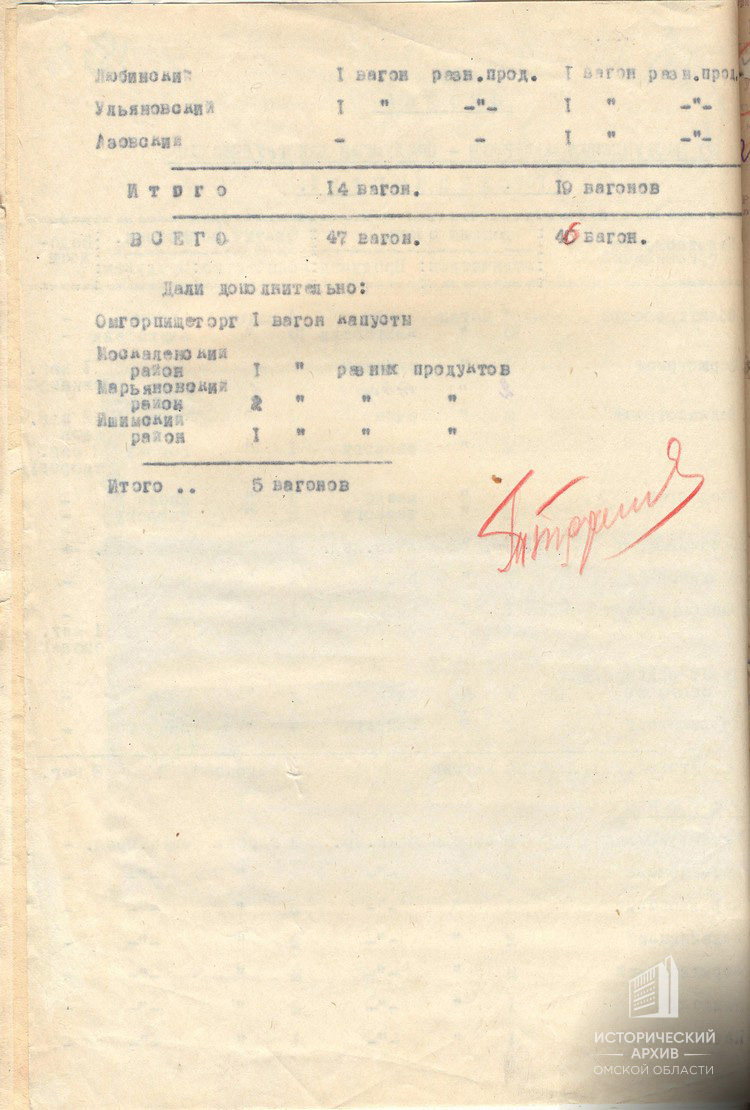 Любинский I вагон разн.прод. I вагон разн.прод.
Ульяновский I " -"- I " -"-
Азовский - - I " -"-
Итого 14 вагон. 19 вагонов
ВСЕГО 47 вагон. 46 вагон.
Дали дополнительно:
Омгорпищеторг I вагон капусты
Москаленский
район I " разных продуктов
Марьяновский
район 2 " " "
Ишимский
район I " " "
Итого .. 5 вагонов
ИСТОРИЧЕСКИЙ
АРХИВ
ОМСКОЙ ОБЛАСТИ